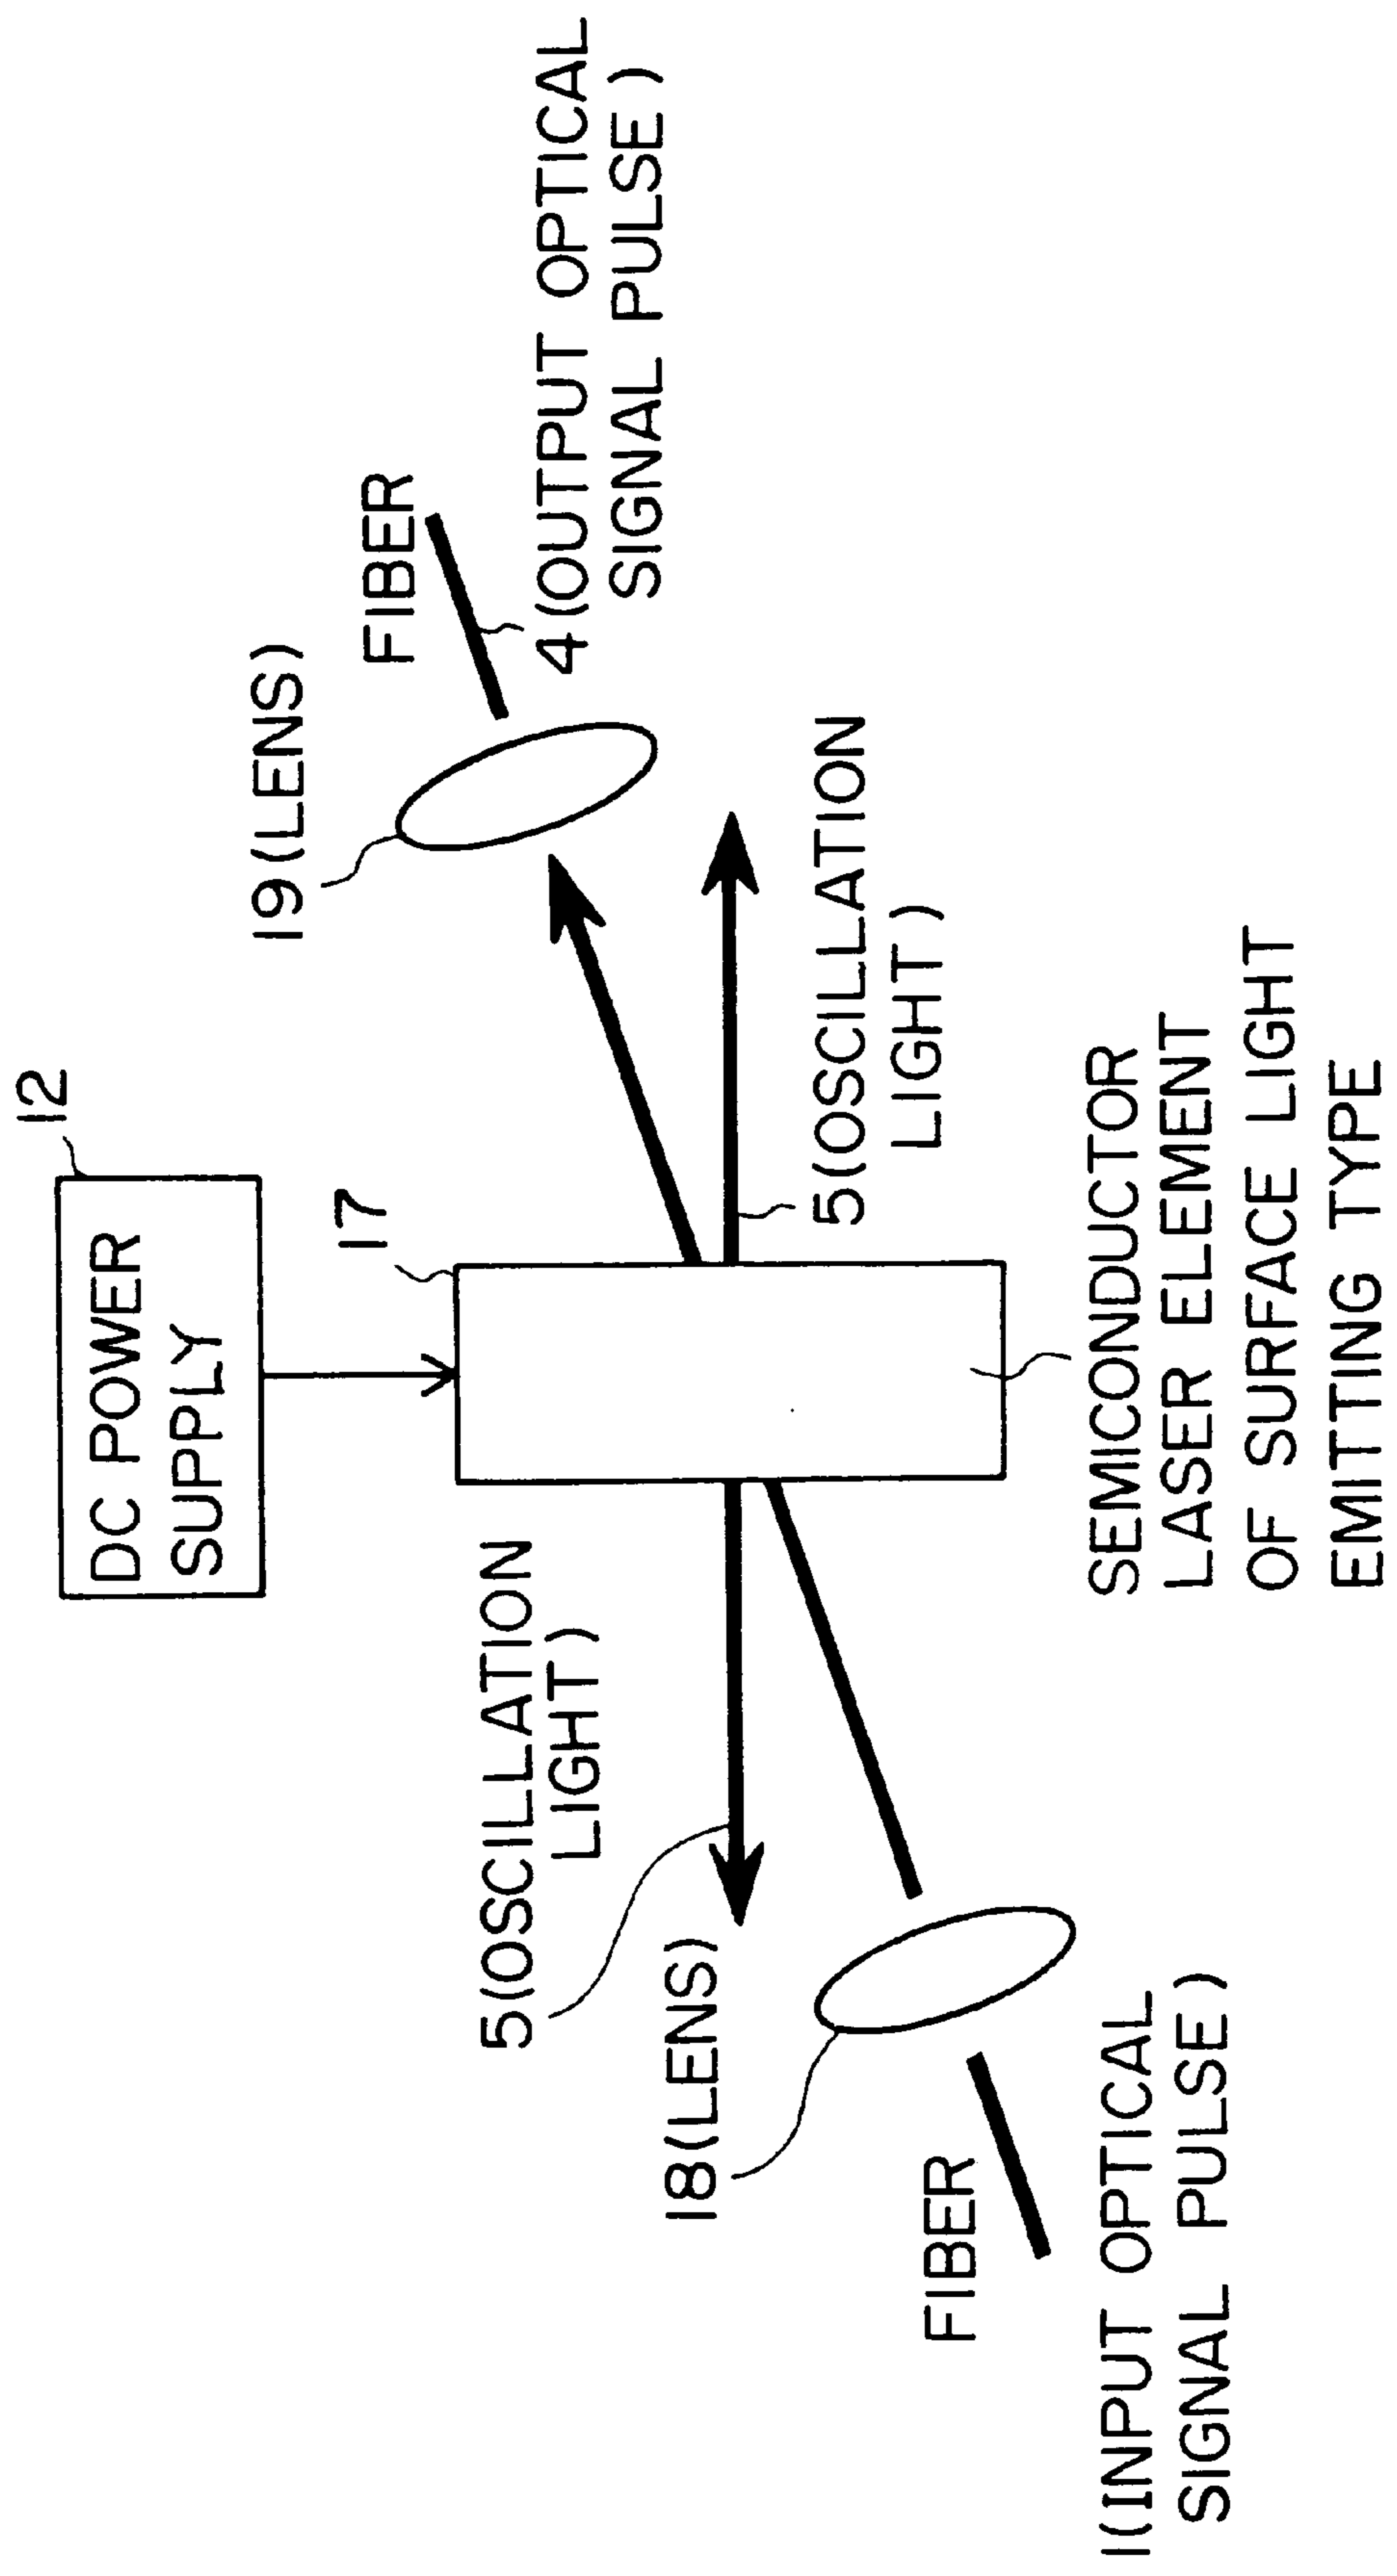 12
DC POWER
SUPPLY
17
19(LENS)
FIBER
4(OUTPUT OPTICAL
SIGNAL PULSE)
5(OSCILLATION
LIGHT)
5(OSCILLATION
LIGHT)
18(LENS)
FIBER
1(INPUT OPTICAL
SIGNAL PULSE)
SEMICONDUCTOR
LASER ELEMENT
OF SURFACE LIGHT
EMITTING TYPE